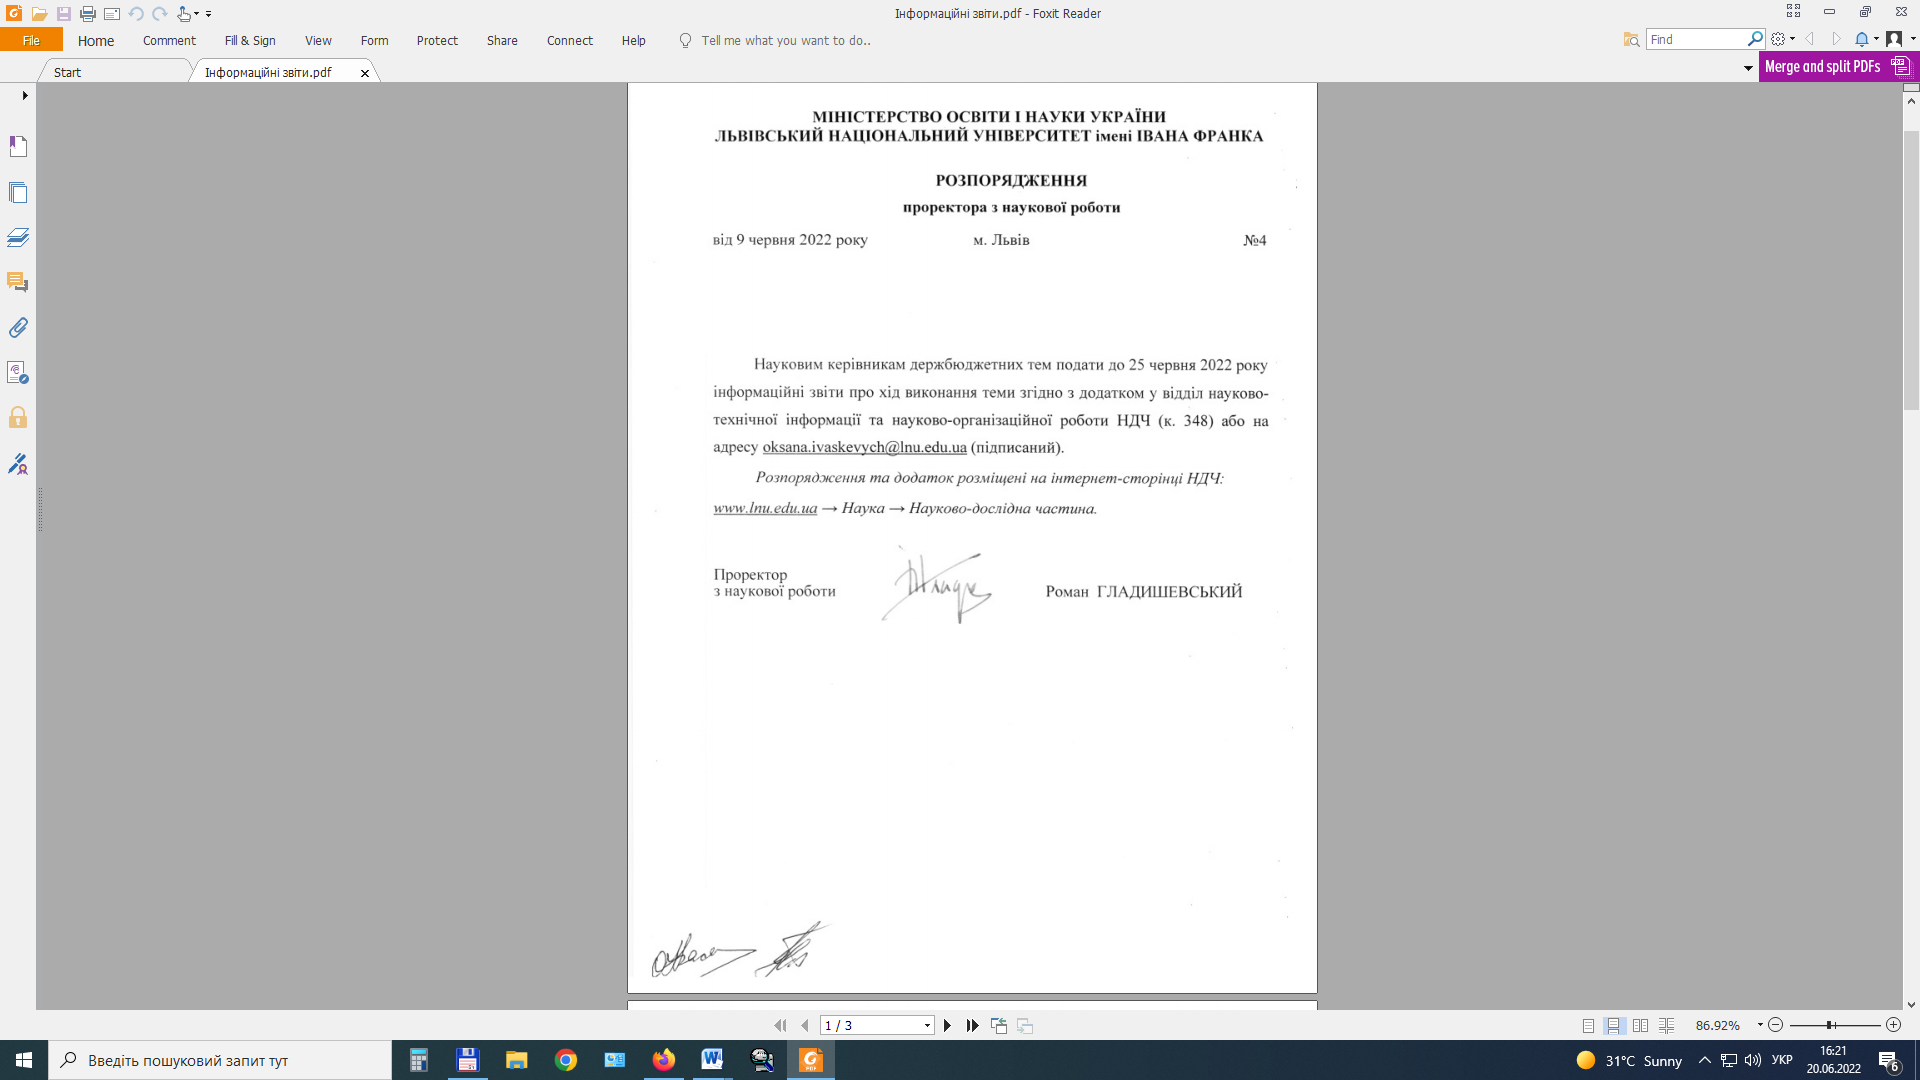 Інформаційні звіти.pdf - Foxit Reader
File Home Comment Fill & Sign View Form Protect Share Connect Help Tell me what you want to do.. Find
Start Інформаційні звіти.pdf Merge and split PDFs
МІНІСТЕРСТВО ОСВІТИ І НАУКИ УКРАЇНИ
ЛЬВІВСЬКИЙ НАЦІОНАЛЬНИЙ УНІВЕРСИТЕТ імені ІВАНА ФРАНКА
РОЗПОРЯДЖЕННЯ
проректора з наукової роботи
від 9 червня 2022 року м. Львів №4
Науковим керівникам держбюджетних тем подати до 25 червня 2022 року
інформаційні звіти про хід виконання теми згідно з додатком у відділ науково-
технічної інформації та науково-організаційної роботи НДЧ (к. 348) або на
адресу oksana.ivaskevych@lnu.edu.ua (підписаний).
Розпорядження та додаток розміщені на інтернет-сторінці НДЧ:
www.lnu.edu.ua → Наука → Науково-дослідна частина.
Проректор
з наукової роботи Роман ГЛАДИШЕВСЬКИЙ
1 / 3 86.92%
Введіть пошуковий запит тут 31°C Sunny УКР 16:21
20.06.2022 6